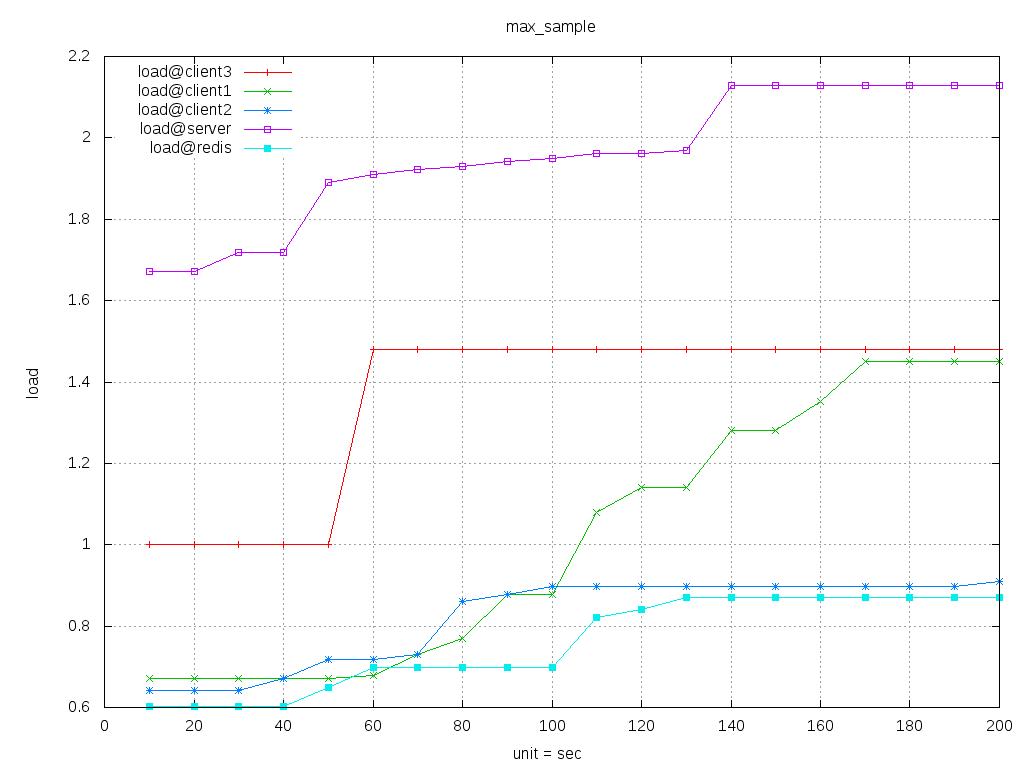 max_sample
load@client3
load@client1
load@client2
load@server
load@redis
2.2
2
1.8
1.6
1.4
1.2
1
0.8
0.6
load
0 20 40 60 80 100 120 140 160 180 200
unit = sec